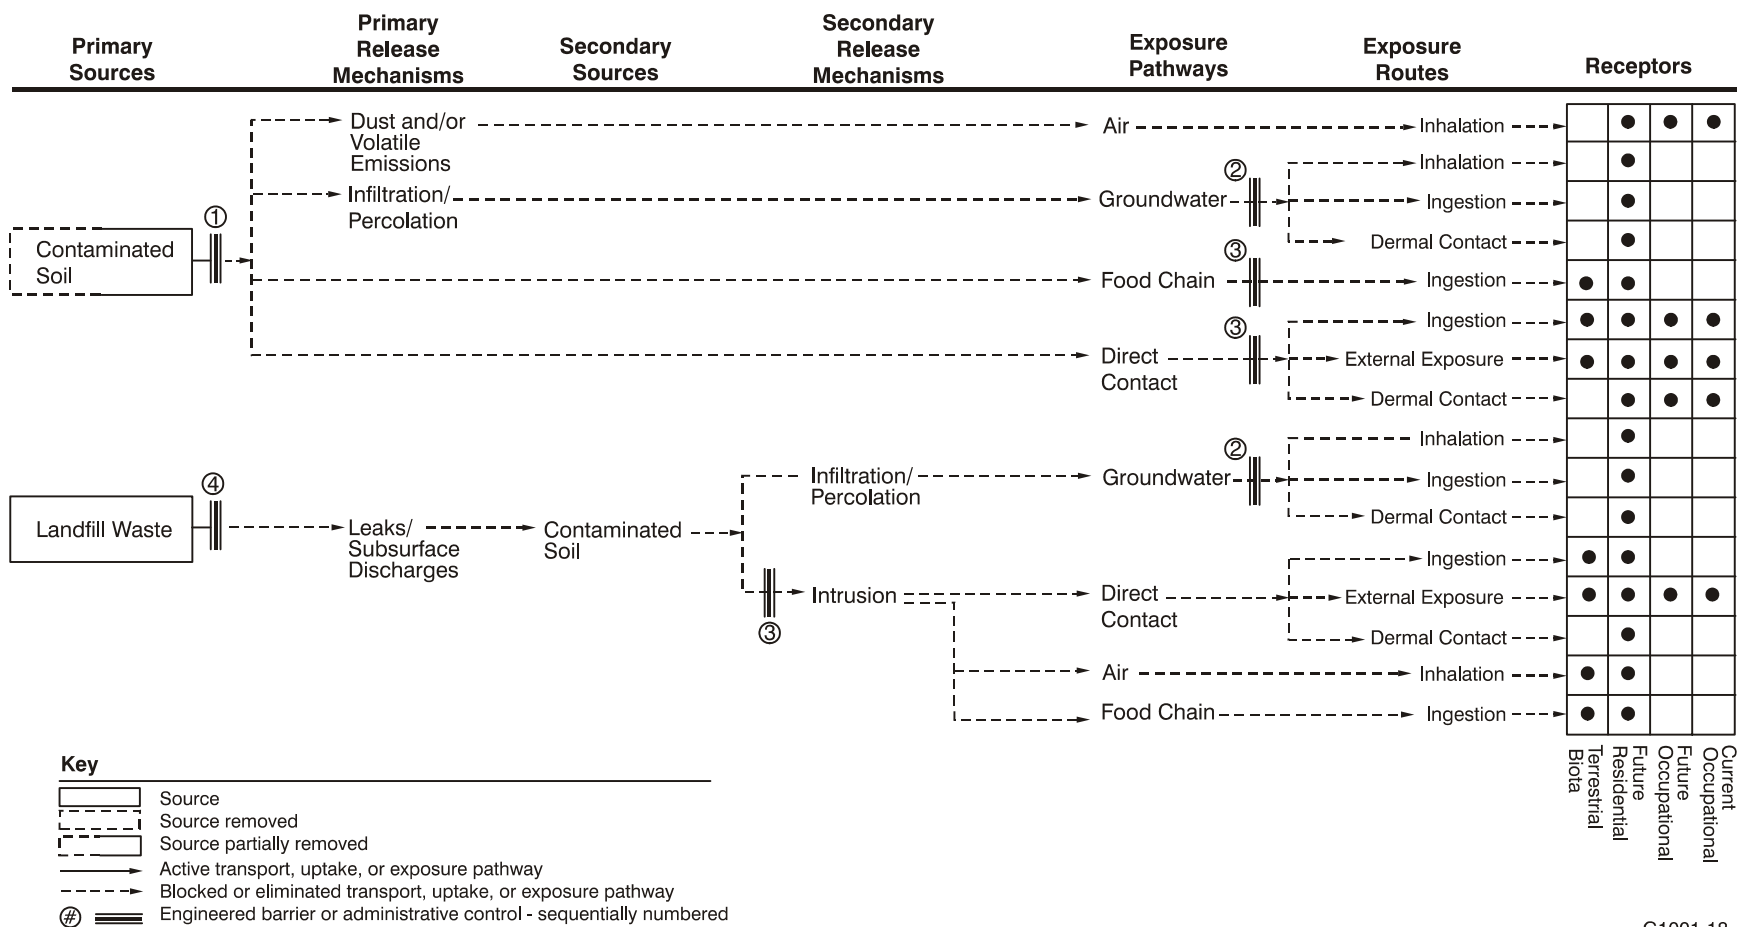 Primary
Sources
Primary
Release
Mechanisms
Secondary
Sources
Secondary
Release
Mechanisms
Exposure
Pathways
Exposure
Routes
Receptors
Dust and/or
Volatile
Emissions
Air
Inhalation
②
Inhalation
Infiltration/
Percolation
Groundwater
Ingestion
Dermal Contact
①
Contaminated
Soil
③
Food Chain
Ingestion
③
Ingestion
Direct
Contact
External Exposure
Dermal Contact
②
Inhalation
Infiltration/
Percolation
Groundwater
Ingestion
Dermal Contact
④
Landfill Waste
Leaks/
Subsurface
Discharges
Contaminated
Soil
Ingestion
③
Intrusion
Direct
Contact
External Exposure
Dermal Contact
Air
Inhalation
Food Chain
Ingestion
Terrestrial
Biota
Future
Residential
Future
Occupational
Current
Occupational
Key
Source
Source removed
Source partially removed
Active transport, uptake, or exposure pathway
Blocked or eliminated transport, uptake, or exposure pathway
# Engineered barrier or administrative control - sequentially numbered